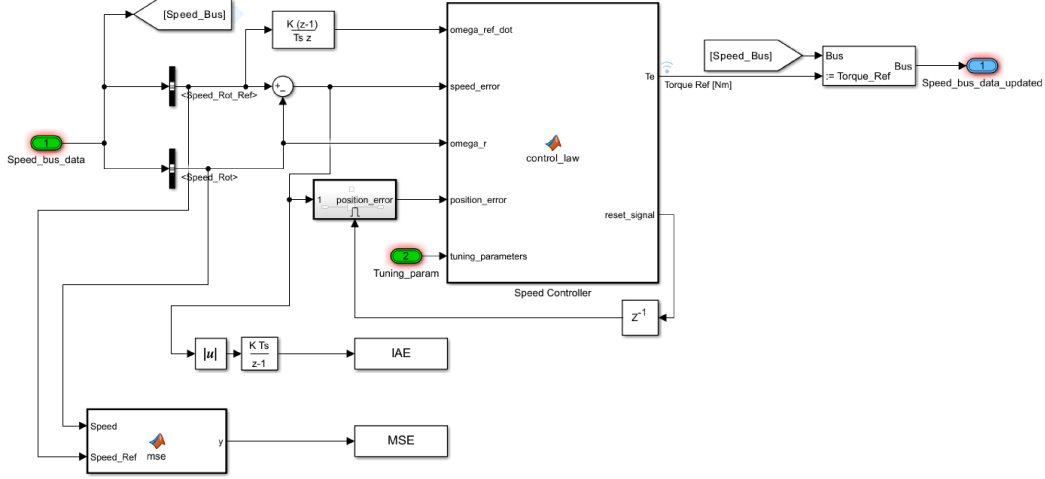 [Speed_Bus]
K (z-1)
Ts z
omega_ref_dot
[Speed_Bus]
Bus
Bus
:= Torque_Ref
1
Speed_bus_data_updated
Te
Torque Ref [Nm]
<Speed_Rot_Ref>
+
-
speed_error
1
Speed_bus_data
omega_r
control_law
<Speed_Rot>
1
position_error
position_error
reset_signal
2
Tuning_param
tuning_parameters
Speed Controller
z-1
|u|
K Ts
z-1
IAE
Speed
Speed_Ref
mse
y
MSE